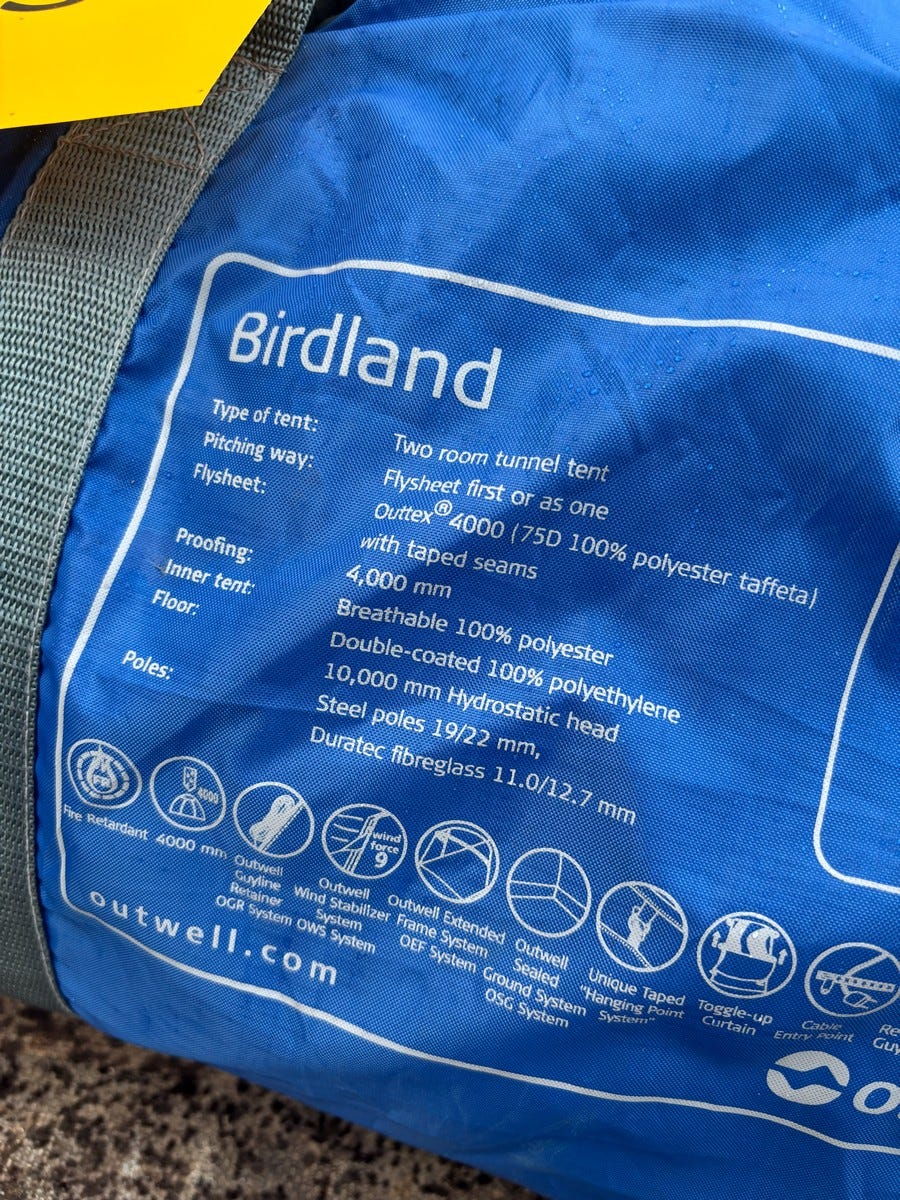 Birdland
Type of tent: Two room tunnel tent
Pitching way: Flysheet first or as one
Flysheet: Outtex®4000 (75D 100% polyester taffeta)
with taped seams
Proofing: 4,000 mm
Inner tent: Breathable 100% polyester
Floor: Double-coated 100% polyethylene
10,000 mm Hydrostatic head
Poles: Steel poles 19/22 mm,
Duratec fibreglass 11.0/12.7 mm
FR
Fire Retardant
4000
4000 mm
Outwell
Guyline
Retainer
OGR System
wind
force
9
Outwell
Wind Stabilizer
System
OWS System
Outwell Extended
Frame System
OEF System
Outwell
Sealed
Ground System
OSG System
Unique Taped
"Hanging Point
System"
Toggle-up
Curtain
Cable
Entry Point
outwell.com